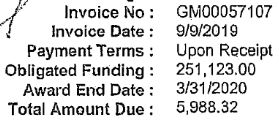 Invoice No : GM00057107
Invoice Date : 9/9/2019
Payment Terms : Upon Receipt
Obligated Funding : 251,123.00
Award End Date : 3/31/2020
Total Amount Due : 5,988.32